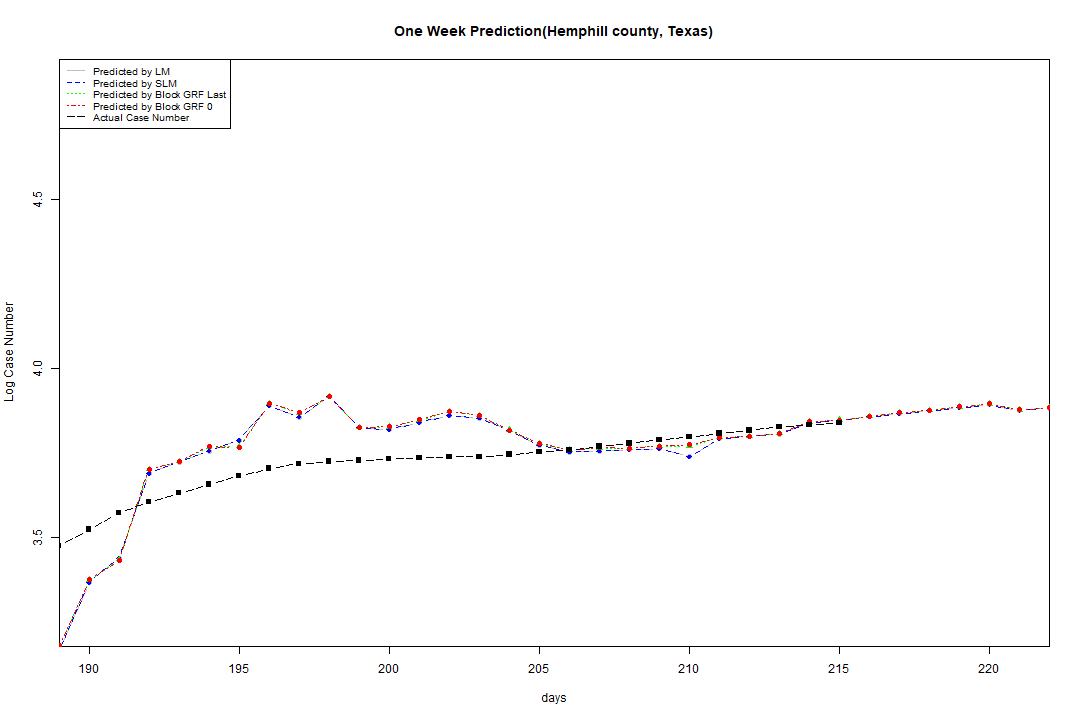 One Week Prediction(Hemphill county, Texas)
Predicted by LM
Predicted by SLM
Predicted by Block GRF Last
Predicted by Block GRF 0
Actual Case Number
4.5
4.0
3.5
Log Case Number
190 195 200 205 210 215 220
days